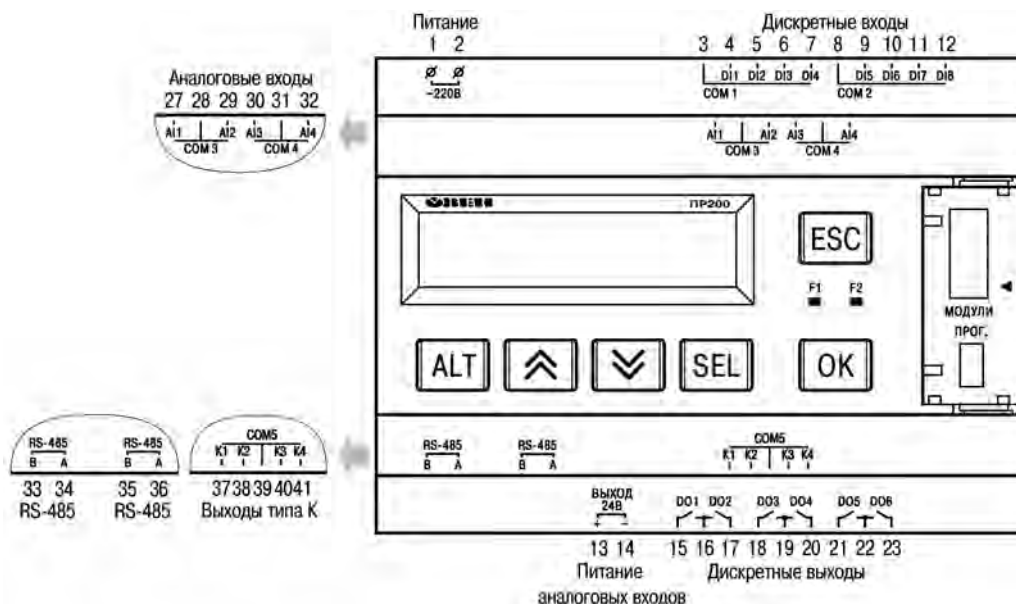 Питание
1 2
Дискретные входы
3 4 5 6 7 8 9 10 11 12
~220В
DI1 DI2 DI3 DI4 DI5 DI6 DI7 DI8
COM 1 COM 2
Аналоговые входы
27 28 29 30 31 32
AI1 AI2 AI3 AI4
COM 3 COM 4
AI1 AI2 AI3 AI4
COM 3 COM 4
ПР200
ESC
F1 F2
МОДУЛИ
ПРОГ.
ALT SEL OK
RS-485 RS-485
B A B A
33 34 35 36
RS-485 RS-485
COM5
K1 K2 K3 K4
37 38 39 40 41
Выходы типа К
RS-485 RS-485
B A B A
COM5
K1 K2 K3 K4
ВЫХОД
24В
DO1 DO2 DO3 DO4 DO5 DO6
13 14 15 16 17 18 19 20 21 22 23
Питание
аналоговых входов
Дискретные выходы